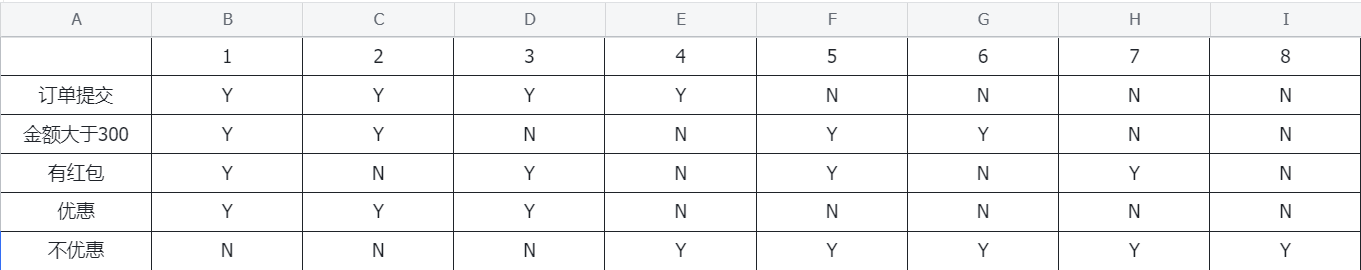 A B C D E F G H I
1 2 3 4 5 6 7 8
订单提交 Y Y Y Y N N N N
金额大于300 Y Y N N Y Y N N
有红包 Y N Y N Y N Y N
优惠 Y Y Y N N N N N
不优惠 N N N Y Y Y Y Y